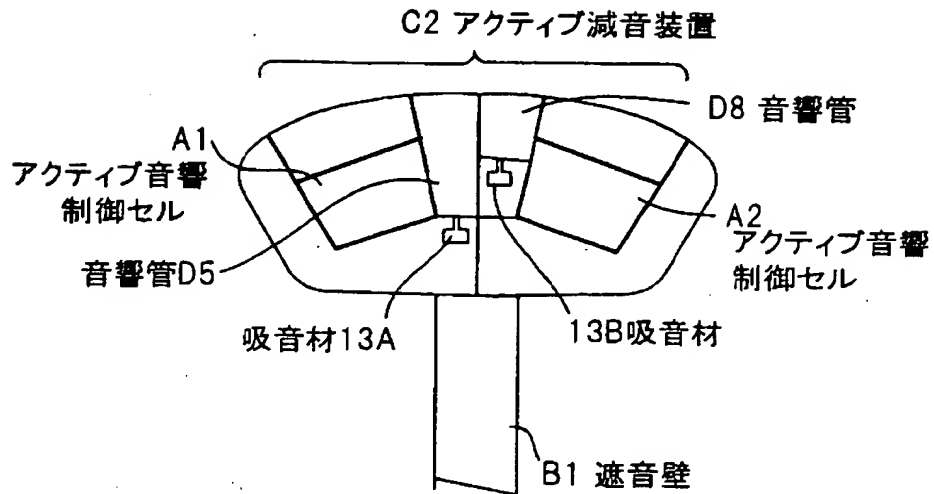 C2 アクティブ減音装置
D8 音響管
A1
アクティブ音響
制御セル
A2
アクティブ音響
制御セル
音響管D5
吸音材13A
13B吸音材
B1 遮音壁